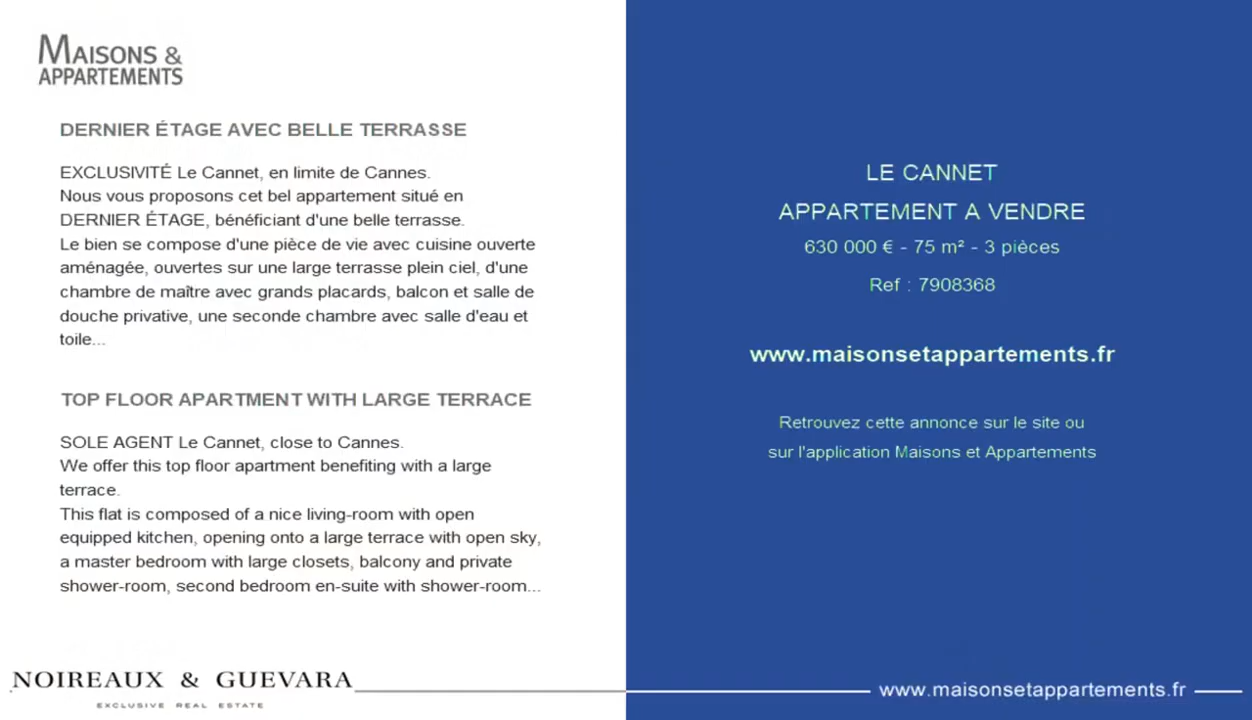 MAISONS &
APPARTEMENTS
DERNIER ÉTAGE AVEC BELLE TERRASSE
EXCLUSIVITÉ Le Cannet, en limite de Cannes.
Nous vous proposons cet bel appartement situé en
DERNIER ÉTAGE, bénéficiant d'une belle terrasse.
Le bien se compose d'une pièce de vie avec cuisine ouverte
aménagée, ouvertes sur une large terrasse plein ciel, d'une
chambre de maître avec grands placards, balcon et salle de
douche privative, une seconde chambre avec salle d'eau et
toile...
TOP FLOOR APARTMENT WITH LARGE TERRACE
SOLE AGENT Le Cannet, close to Cannes.
We offer this top floor apartment benefiting with a large
terrace.
This flat is composed of a nice living-room with open
equipped kitchen, opening onto a large terrace with open sky,
a master bedroom with large closets, balcony and private
shower-room, second bedroom en-suite with shower-room...
NOIREAUX & GUEVARA
EXCLUSIVE REAL ESTATE
LE CANNET
APPARTEMENT A VENDRE
630 000 € - 75 m² - 3 pièces
Ref : 7908368
www.maisonsetappartements.fr
Retrouvez cette annonce sur le site ou
sur l'application Maisons et Appartements
www.maisonsetappartements.fr